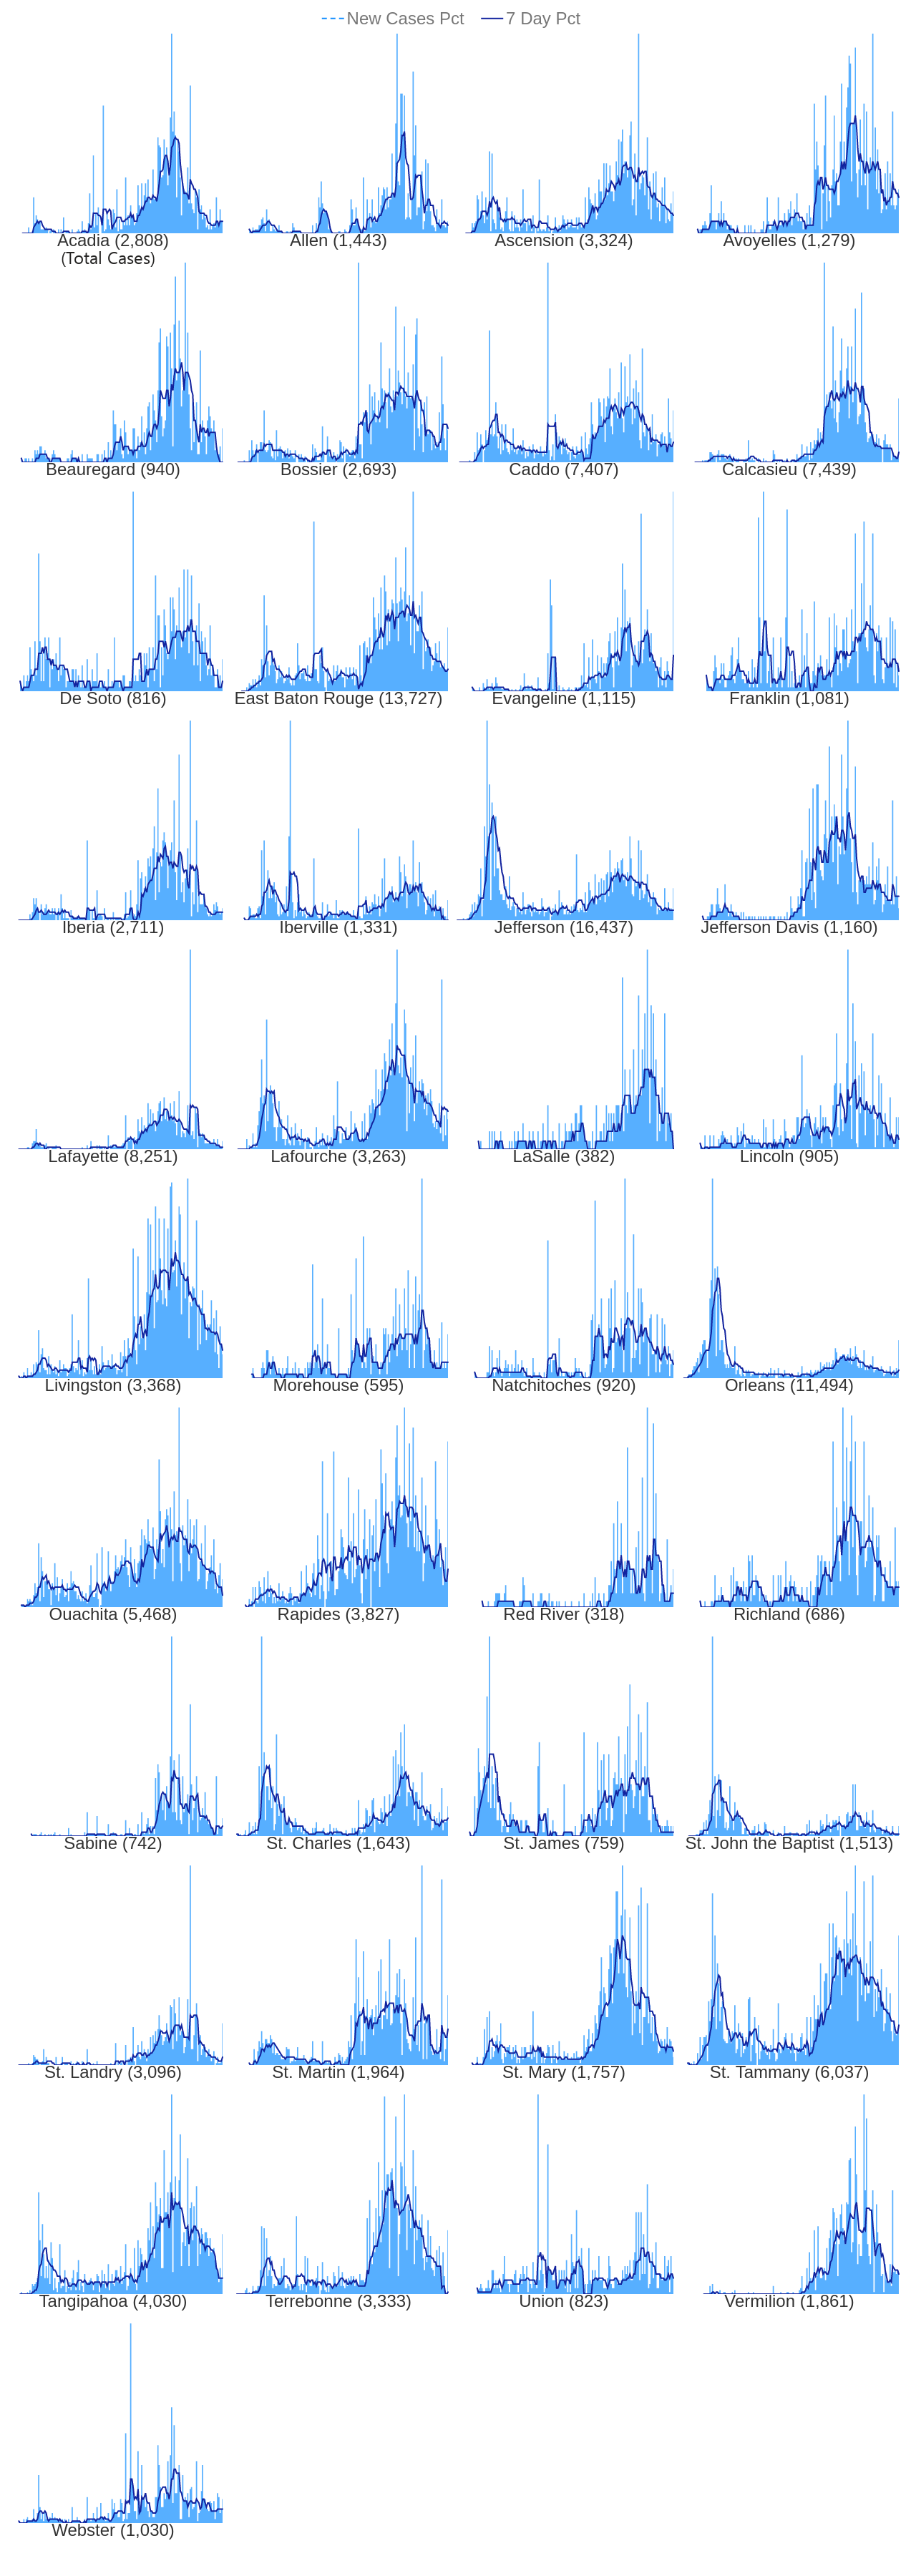 New Cases Pct 7 Day Pct
Acadia (2,808) Allen (1,443) Ascension (3,324) Avoyelles (1,279)
(Total Cases)
Beauregard (940) Bossier (2,693) Caddo (7,407) Calcasieu (7,439)
De Soto (816) East Baton Rouge (13,727) Evangeline (1,115) Franklin (1,081)
Iberia (2,711) Iberville (1,331) Jefferson (16,437) Jefferson Davis (1,160)
Lafayette (8,251) Lafourche (3,263) LaSalle (382) Lincoln (905)
Livingston (3,368) Morehouse (595) Natchitoches (920) Orleans (11,494)
Ouachita (5,468) Rapides (3,827) Red River (318) Richland (686)
Sabine (742) St. Charles (1,643) St. James (759) St. John the Baptist (1,513)
St. Landry (3,096) St. Martin (1,964) St. Mary (1,757) St. Tammany (6,037)
Tangipahoa (4,030) Terrebonne (3,333) Union (823) Vermilion (1,861)
Webster (1,030)